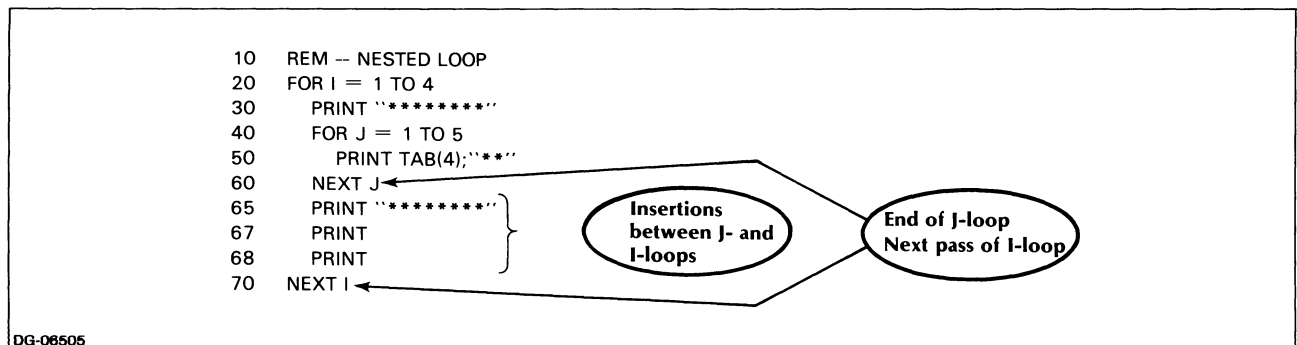 10 REM -- NESTED LOOP
20 FOR I = 1 TO 4
30 PRINT "********"
40 FOR J = 1 TO 5
50 PRINT TAB(4);"**"
60 NEXT J
65 PRINT "********"
67 PRINT
68 PRINT
70 NEXT I
Insertions
between J- and
I-loops
End of J-loop
Next pass of I-loop
DG-06505